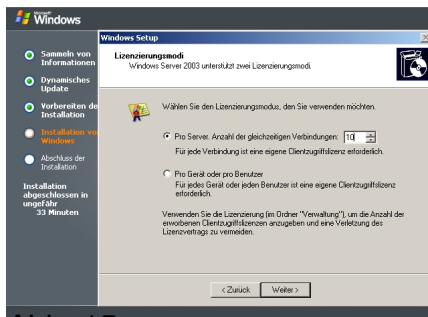 Microsoft
Windows
Sammeln von
Informationen
Dynamisches
Update
Vorbereiten de
Installation
Installation vo
Windows
Abschluss der
Installation
Installation
abgeschlossen in
ungefähr
33 Minuten
Windows Setup
Lizenzierungsmodi
Windows Server 2003 unterstützt zwei Lizenzierungsmodi.
Wählen Sie den Lizenzierungsmodus, den Sie verwenden möchten.
Pro Server. Anzahl der gleichzeitigen Verbindungen: 10
Für jede Verbindung ist eine eigene Clientzugriffslizenz erforderlich.
Pro Gerät oder pro Benutzer
Für jedes Gerät oder jeden Benutzer ist eine eigene Clientzugriffslizenz
erforderlich.
Verwenden Sie die Lizenzierung (im Ordner "Verwaltung"), um die Anzahl der
erworbenen Clientzugriffslizenzen anzugeben und eine Verletzung des
Lizenzvertrags zu vermeiden.
< Zurück
Weiter >